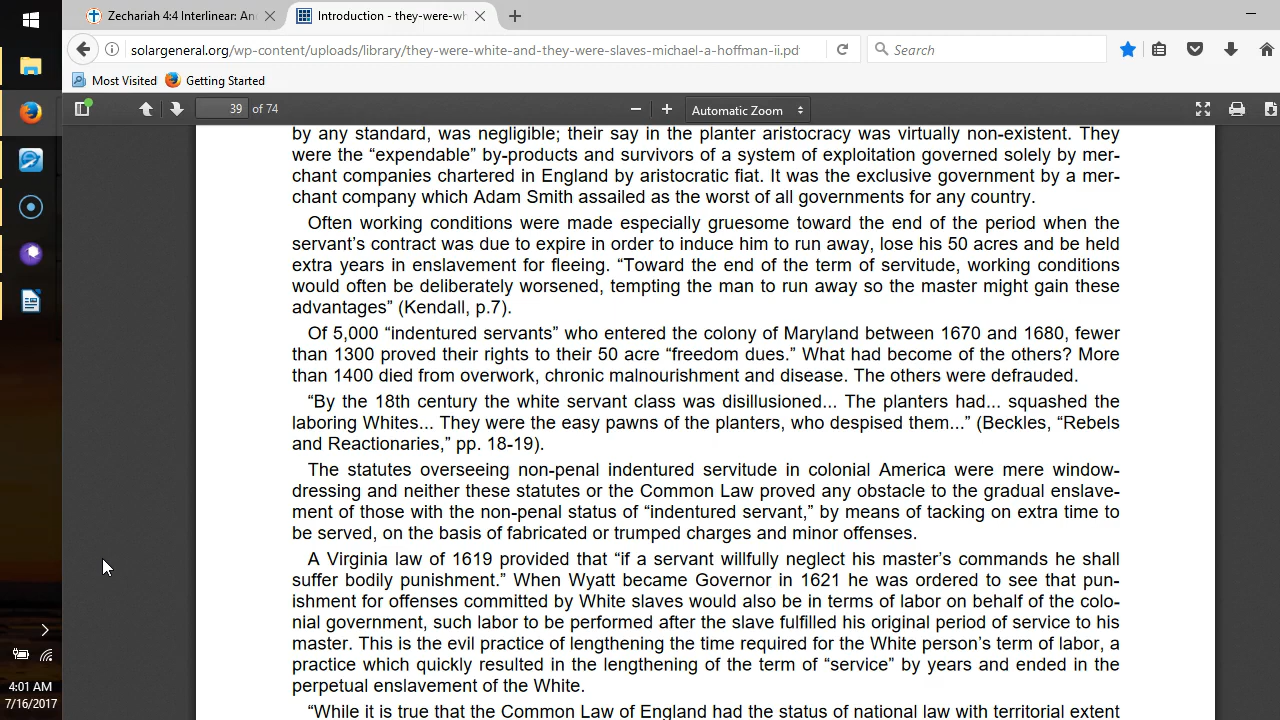 Zechariah 4:4 Interlinear: An
Introduction - they-were-wh
solargeneral.org/wp-content/uploads/library/they-were-white-and-they-were-slaves-michael-a-hoffman-ii.pd
Search
Most Visited
Getting Started
39 of 74
Automatic Zoom
by any standard, was negligible; their say in the planter aristocracy was virtually non-existent. They
were the “expendable” by-products and survivors of a system of exploitation governed solely by mer-
chant companies chartered in England by aristocratic fiat. It was the exclusive government by a mer-
chant company which Adam Smith assailed as the worst of all governments for any country.
Often working conditions were made especially gruesome toward the end of the period when the
servant’s contract was due to expire in order to induce him to run away, lose his 50 acres and be held
extra years in enslavement for fleeing. “Toward the end of the term of servitude, working conditions
would often be deliberately worsened, tempting the man to run away so the master might gain these
advantages” (Kendall, p.7).
Of 5,000 “indentured servants” who entered the colony of Maryland between 1670 and 1680, fewer
than 1300 proved their rights to their 50 acre “freedom dues.” What had become of the others? More
than 1400 died from overwork, chronic malnourishment and disease. The others were defrauded.
“By the 18th century the white servant class was disillusioned... The planters had... squashed the
laboring Whites... They were the easy pawns of the planters, who despised them...” (Beckles, “Rebels
and Reactionaries,” pp. 18-19).
The statutes overseeing non-penal indentured servitude in colonial America were mere window-
dressing and neither these statutes or the Common Law proved any obstacle to the gradual enslave-
ment of those with the non-penal status of “indentured servant,” by means of tacking on extra time to
be served, on the basis of fabricated or trumped charges and minor offenses.
A Virginia law of 1619 provided that “if a servant willfully neglect his master’s commands he shall
suffer bodily punishment.” When Wyatt became Governor in 1621 he was ordered to see that pun-
ishment for offenses committed by White slaves would also be in terms of labor on behalf of the colo-
nial government, such labor to be performed after the slave fulfilled his original period of service to his
master. This is the evil practice of lengthening the time required for the White person’s term of labor, a
practice which quickly resulted in the lengthening of the term of “service” by years and ended in the
perpetual enslavement of the White.
“While it is true that the Common Law of England had the status of national law with territorial extent
4:01 AM
7/16/2017